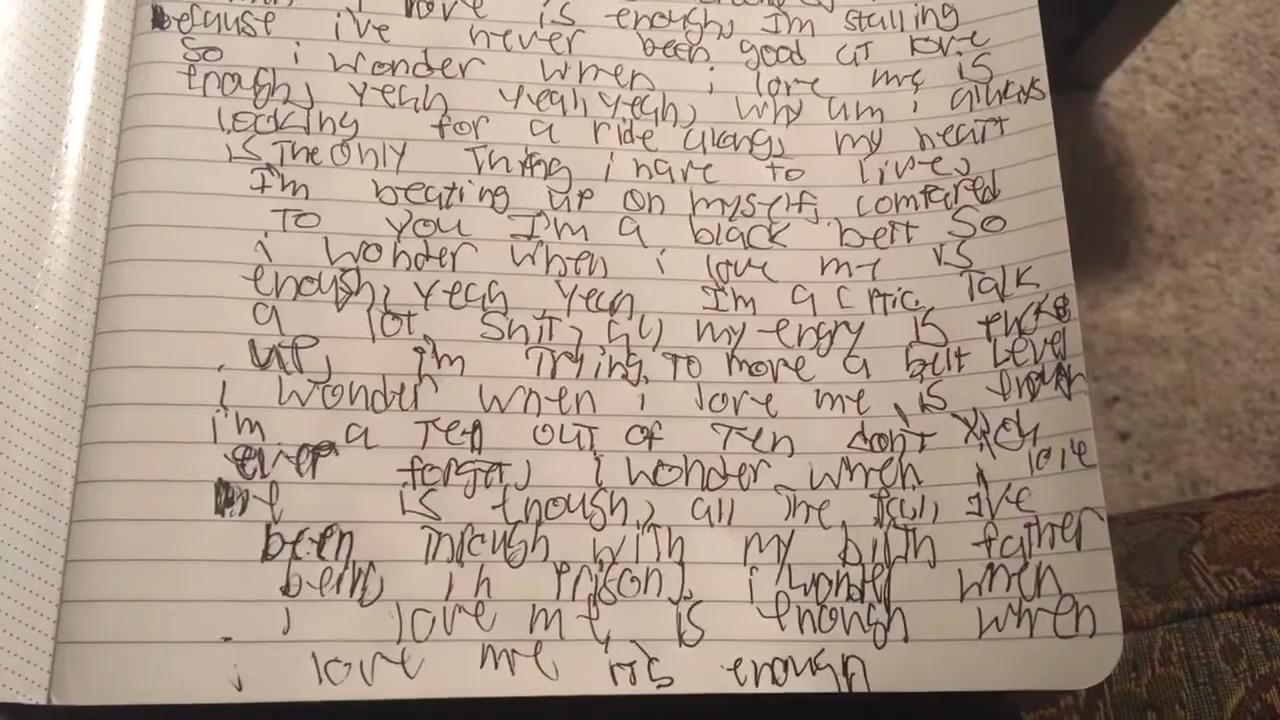 love is enough, I'm stalling
because i've never been good at love
So i wonder when i love me is
Enough, yeah yeah, yeah, why am i always
Looking for a ride along, my heart
is The Only Thing i have to live,
I'm beating up on myself, compared
To you I'm a black belt So
i wonder when i love me is
enough, yeah yeah I'm a critic Talk
a lot Shit, my is
up, i'm Trying To move a belt Level
i wonder when i love me is enough
i'm a Ten OUT OF Ten don't
ever forget, i wonder when i love
me is Enough, all The I've
been Through with my birth father
being in Prison, i wonder when
i love me, is enough when
i love me is enough